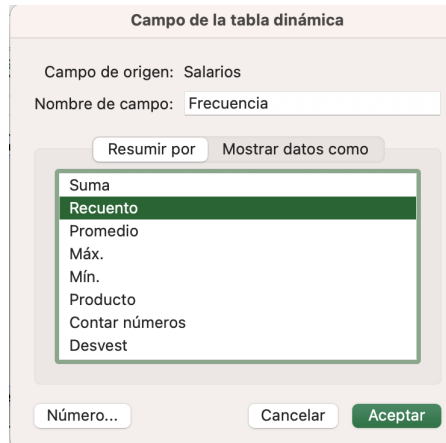 Campo de la tabla dinámica
Campo de origen: Salarios
Nombre de campo: Frecuencia
Resumir por Mostrar datos como
Suma
Recuento
Promedio
Máx.
Mín.
Producto
Contar números
Desvest
Número... Cancelar Aceptar